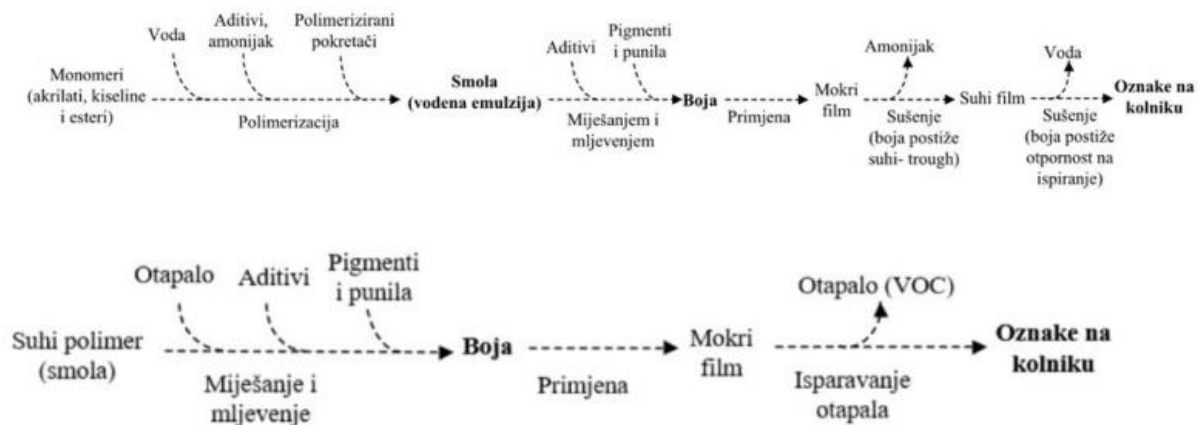 Voda
Aditivi,
amonijak
Polimerizirani
pokretači
Monomeri
(akrilati, kiseline
i esteri)
Polimerizacija
Smola
(vodena emulzija)
Aditivi
Pigmenti
i punila
Miješanjem i
mljevenjem
Boja
Primjena
Mokri
film
Amonijak
Sušenje
(boja postiže
suhi- trough)
Suhi film
Voda
Sušenje
(boja postiže
otpornost na
ispiranje)
Oznake na
kolniku
Otapalo
Aditivi
Pigmenti
i punila
Suhi polimer
(smola)
Miješanje i
mljevenje
Boja
Primjena
Mokri
film
Otapalo (VOC)
Isparavanje
otapala
Oznake na
kolniku